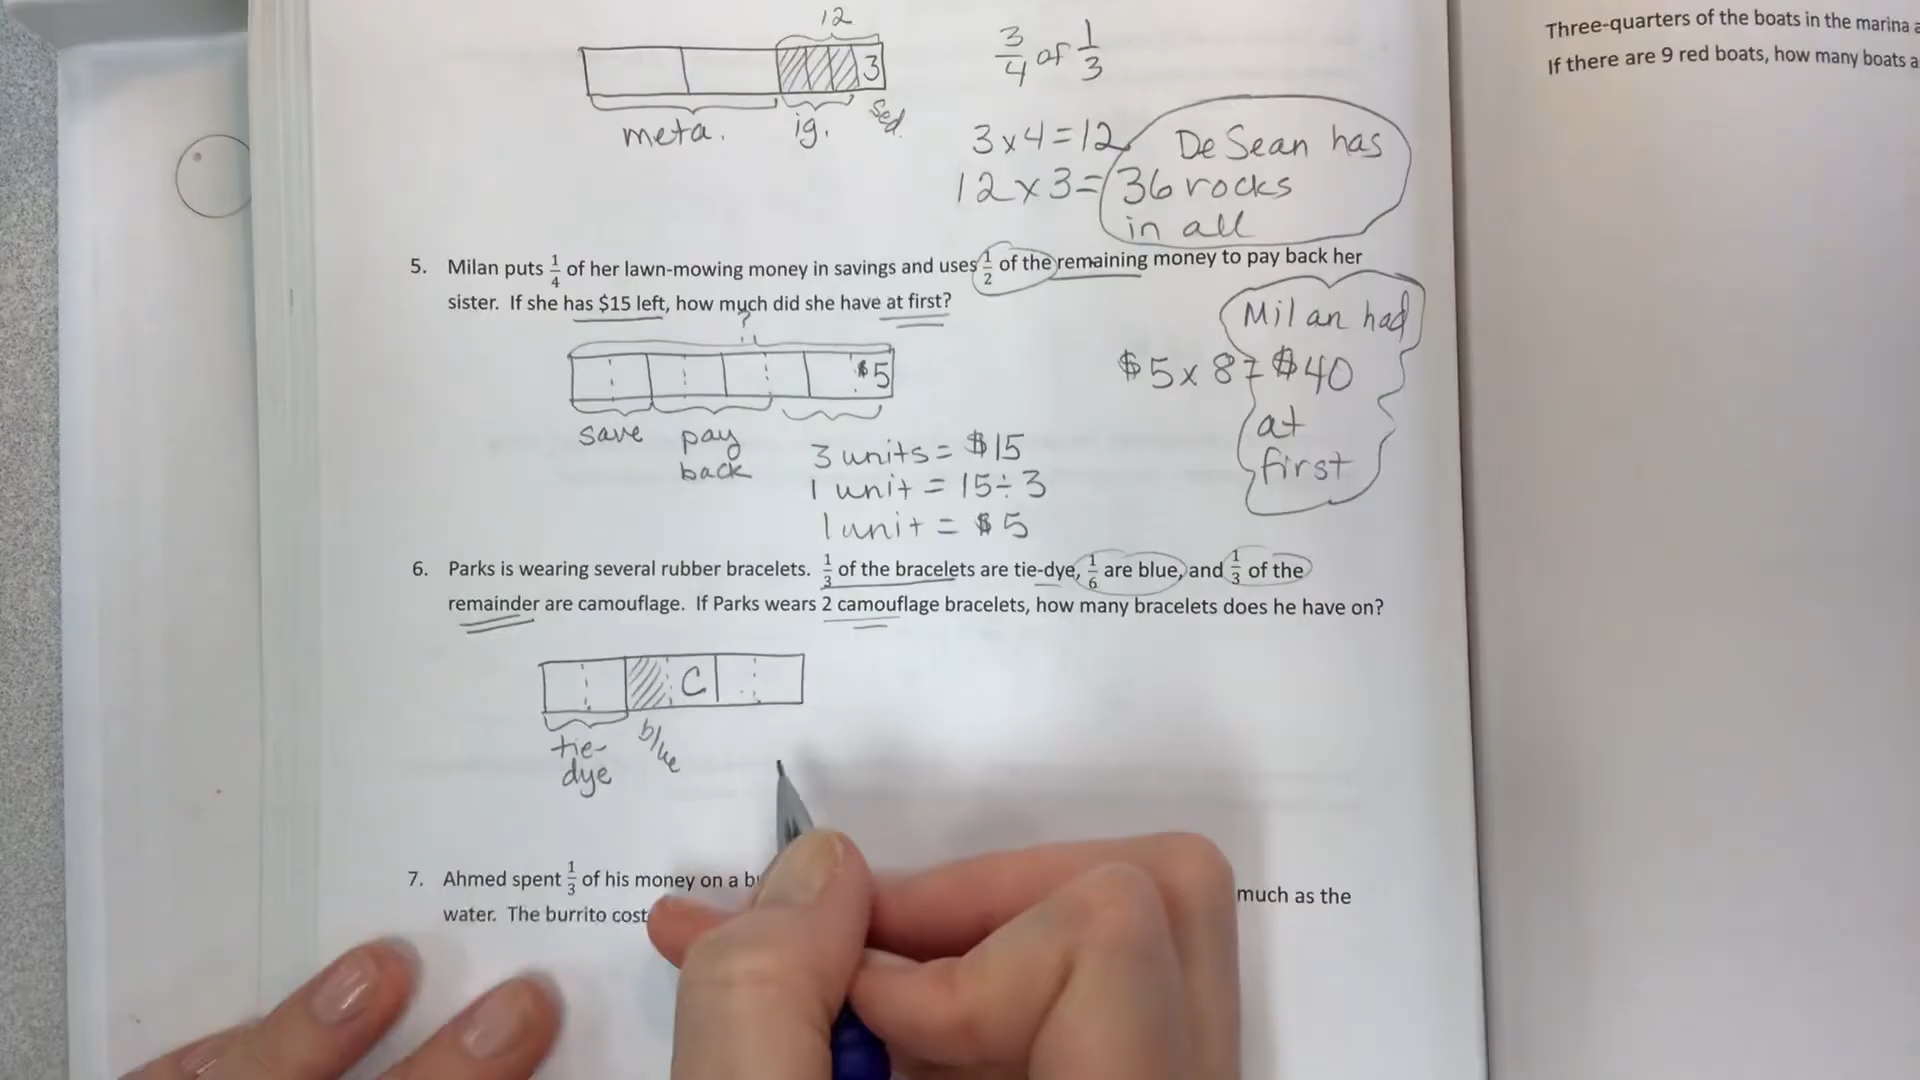 12
3
meta. ig. Sed.
3/4 of 1/3
3 x 4 = 12
12 x 3 = 36 rocks
DeSean has
in all
Three-quarters of the boats in the marina
If there are 9 red boats, how many boats
5. Milan puts 1/4 of her lawn-mowing money in savings and uses 1/2 of the remaining money to pay back her
sister. If she has $15 left, how much did she have at first?
?
$5
save pay
back
3 units = $15
1 unit = 15 ÷ 3
1 unit = $5
Milan had
$5 x 8 = $40
at
first
6. Parks is wearing several rubber bracelets. 1/3 of the bracelets are tie-dye, 1/6 are blue, and 1/3 of the
remainder are camouflage. If Parks wears 2 camouflage bracelets, how many bracelets does he have on?
C
tie-
dye
blue
7. Ahmed spent 1/3 of his money on a
much as the
water. The burrito cost